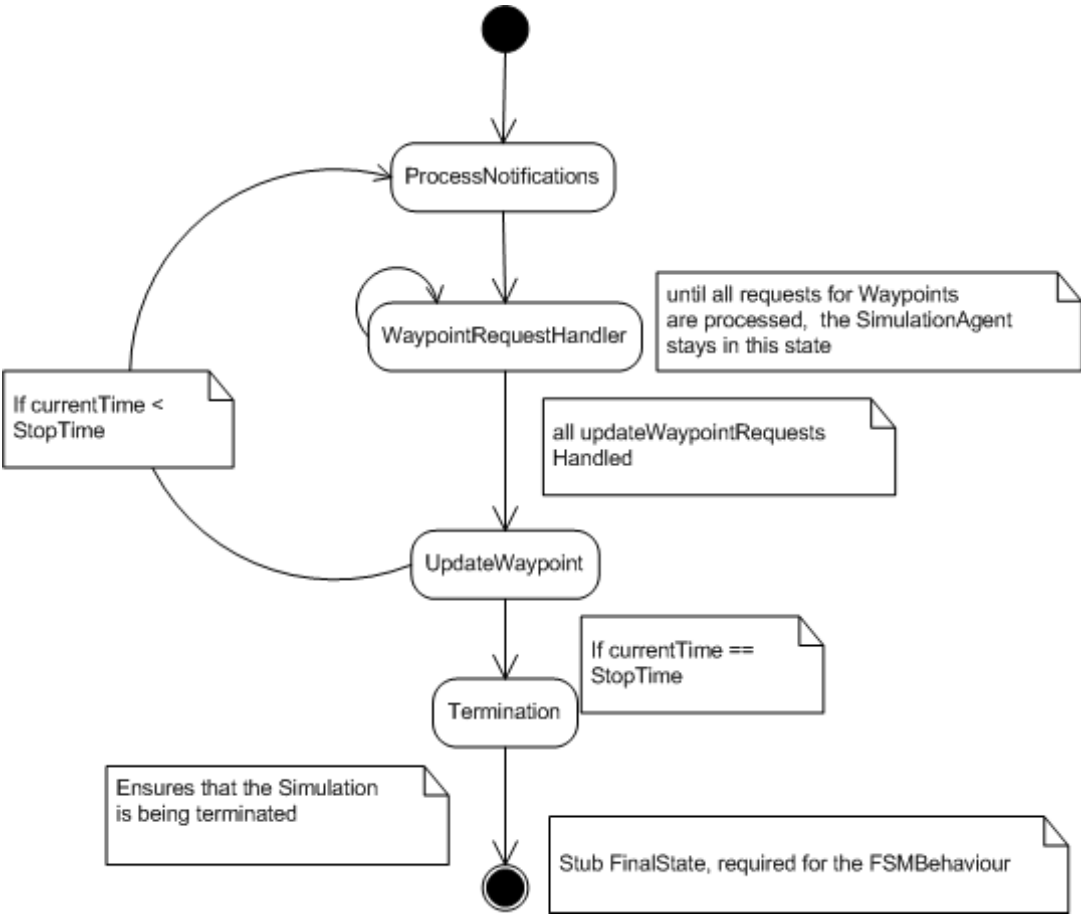 ProcessNotifications
until all requests for Waypoints
are processed, the SimulationAgent
stays in this state
WaypointRequestHandler
If currentTime <
StopTime
all updateWaypointRequests
Handled
UpdateWaypoint
If currentTime ==
StopTime
Termination
Ensures that the Simulation
is being terminated
Stub FinalState, required for the FSMBehaviour